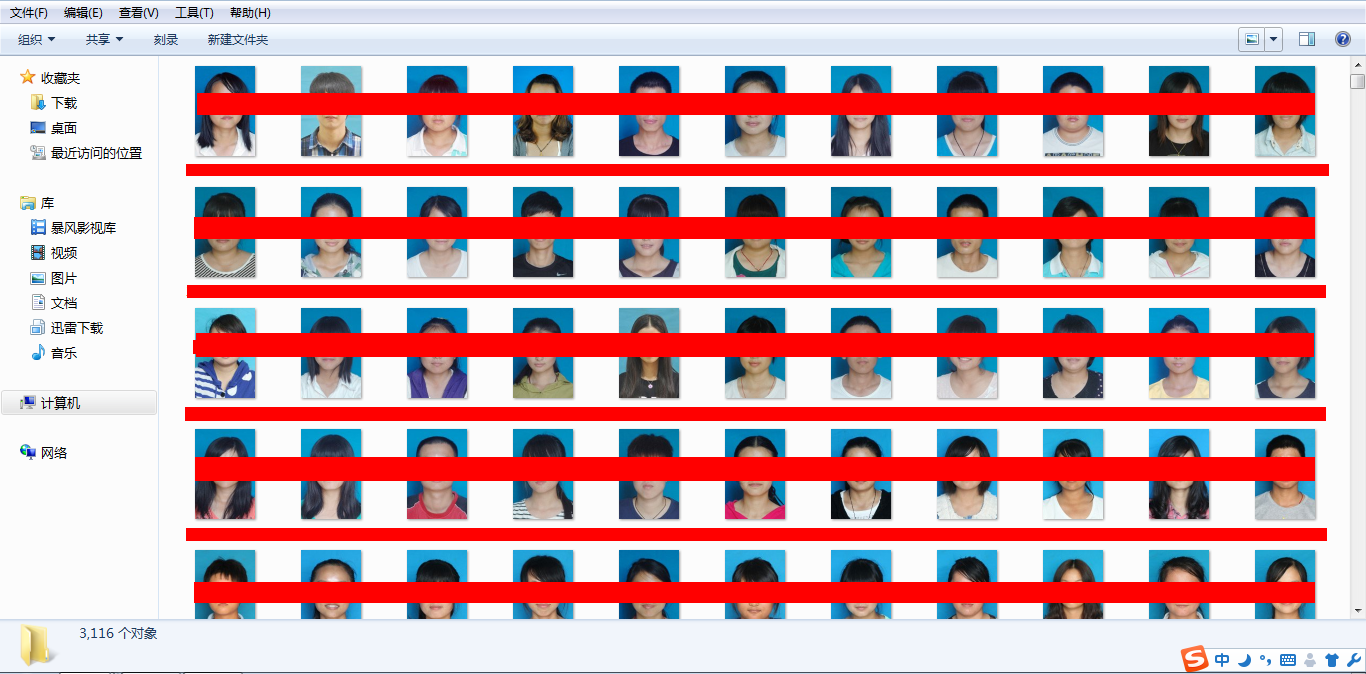 文件(F) 编辑(E) 查看(V) 工具(T) 帮助(H)
组织 共享 刻录 新建文件夹
收藏夹
下载
桌面
最近访问的位置
库
暴风影视库
视频
图片
文档
迅雷下载
音乐
计算机
网络
3,116 个对象
中